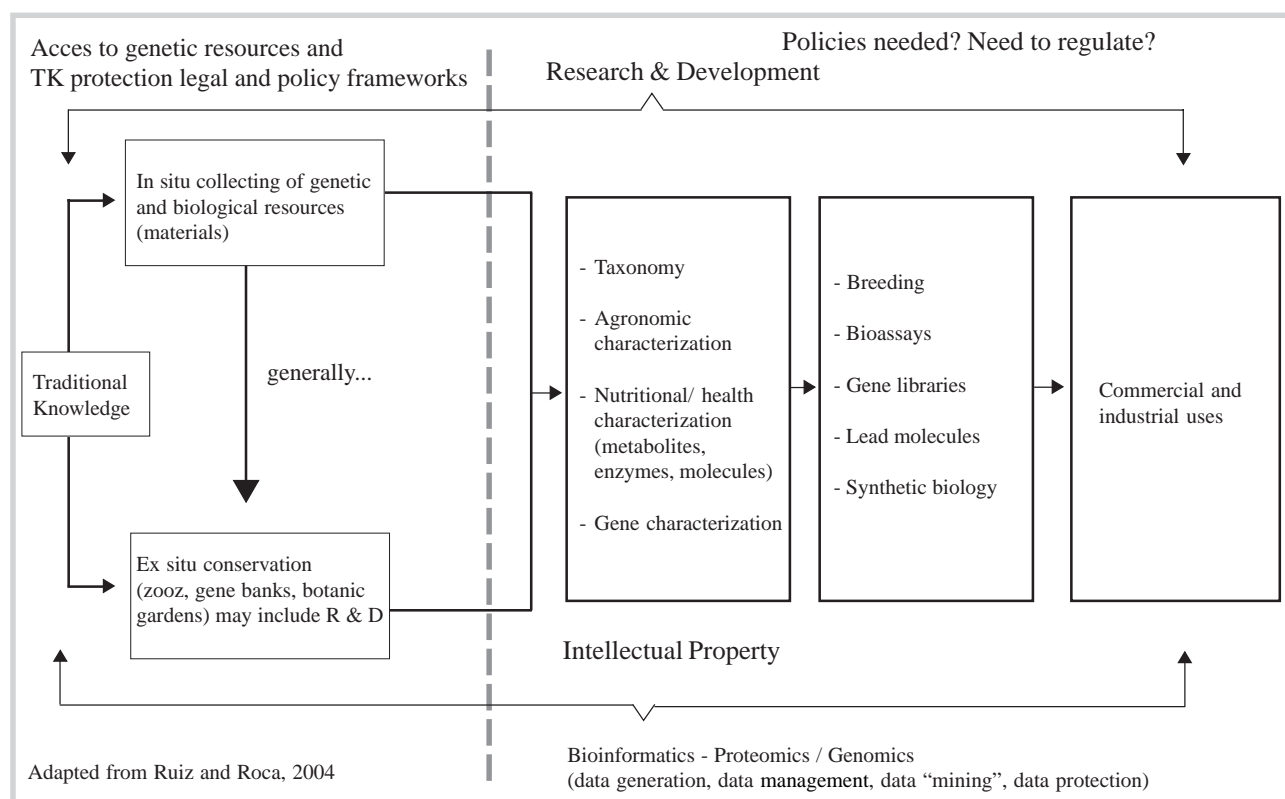 Acces to genetic resources and
TK protection legal and policy frameworks
Policies needed? Need to regulate?
Research & Development
In situ collecting of genetic
and biological resources
(materials)
generally...
Traditional
Knowledge
Ex situ conservation
(zooz, gene banks, botanic
gardens) may include R & D
- Taxonomy
- Agronomic
characterization
- Nutritional/ health
characterization
(metabolites,
enzymes, molecules)
- Gene characterization
- Breeding
- Bioassays
- Gene libraries
- Lead molecules
- Synthetic biology
Commercial and
industrial uses
Intellectual Property
Bioinformatics - Proteomics / Genomics
(data generation, data management, data “mining”, data protection)
Adapted from Ruiz and Roca, 2004